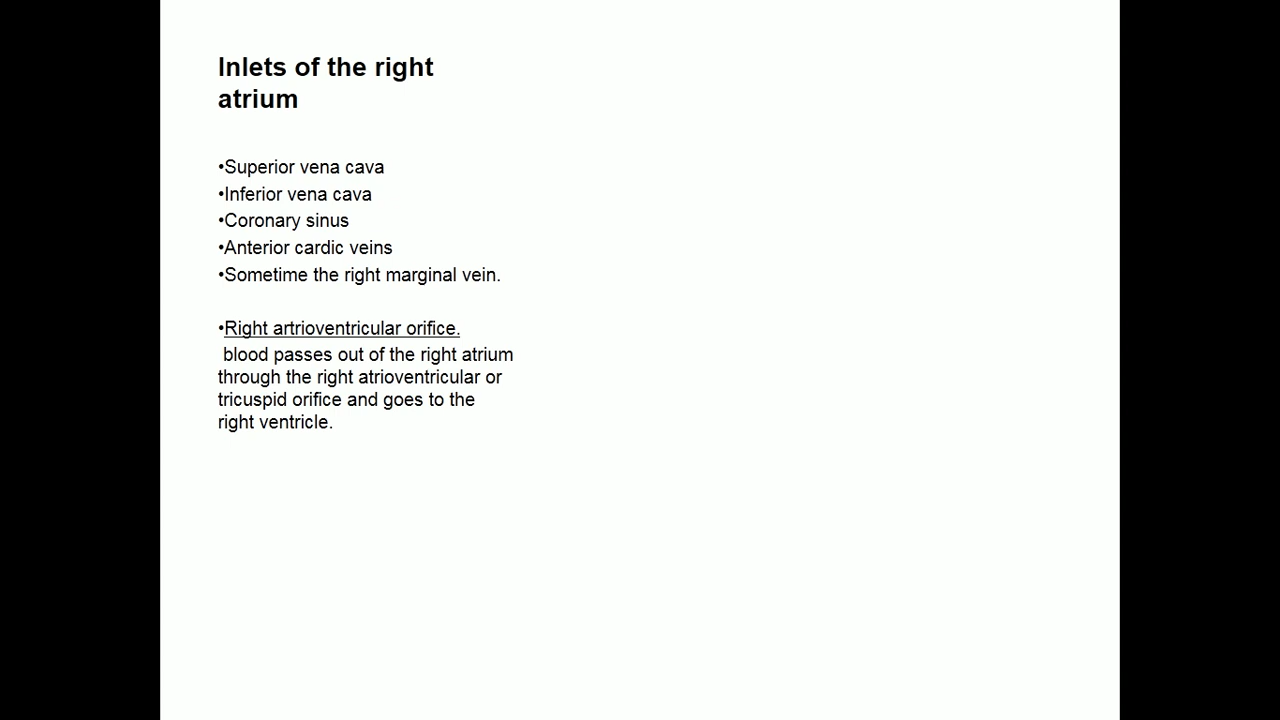 Inlets of the right
atrium
•Superior vena cava
•Inferior vena cava
•Coronary sinus
•Anterior cardic veins
•Sometime the right marginal vein.
•Right artrioventricular orifice.
blood passes out of the right atrium
through the right atrioventricular or
tricuspid orifice and goes to the
right ventricle.